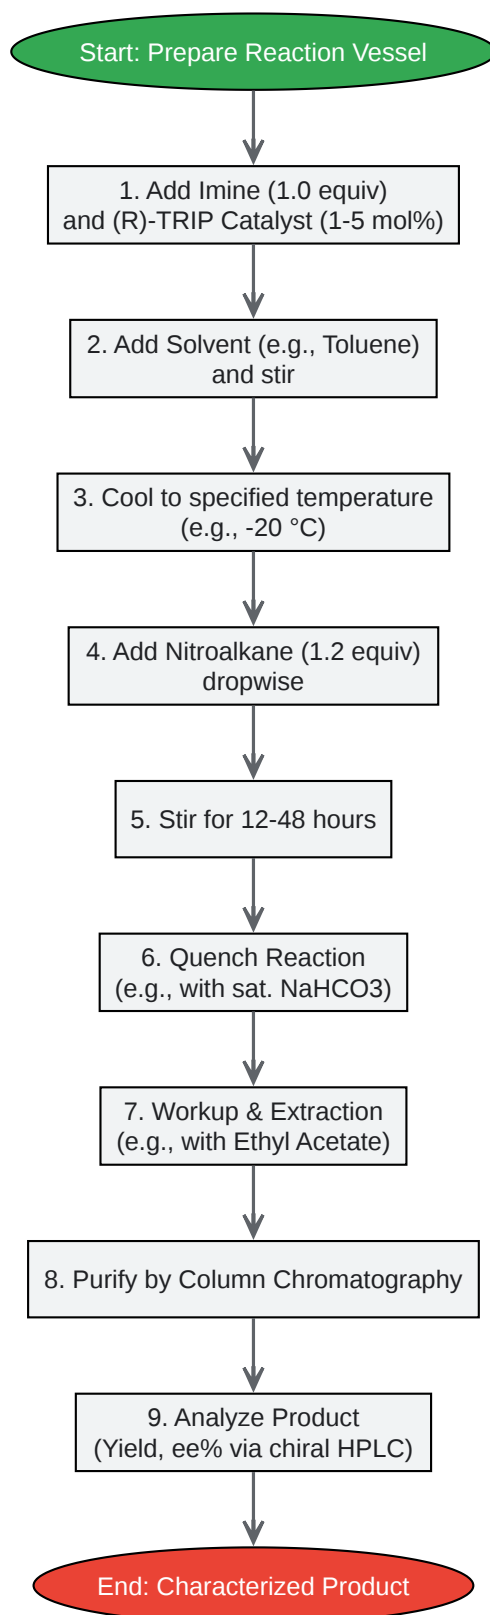 Start: Prepare Reaction Vessel
1. Add Imine (1.0 equiv)
and (R)-TRIP Catalyst (1-5 mol%)
2. Add Solvent (e.g., Toluene)
and stir
3. Cool to specified temperature
(e.g., -20 °C)
4. Add Nitroalkane (1.2 equiv)
dropwise
5. Stir for 12-48 hours
6. Quench Reaction
(e.g., with sat. NaHCO3)
7. Workup & Extraction
(e.g., with Ethyl Acetate)
8. Purify by Column Chromatography
9. Analyze Product
(Yield, ee% via chiral HPLC)
End: Characterized Product